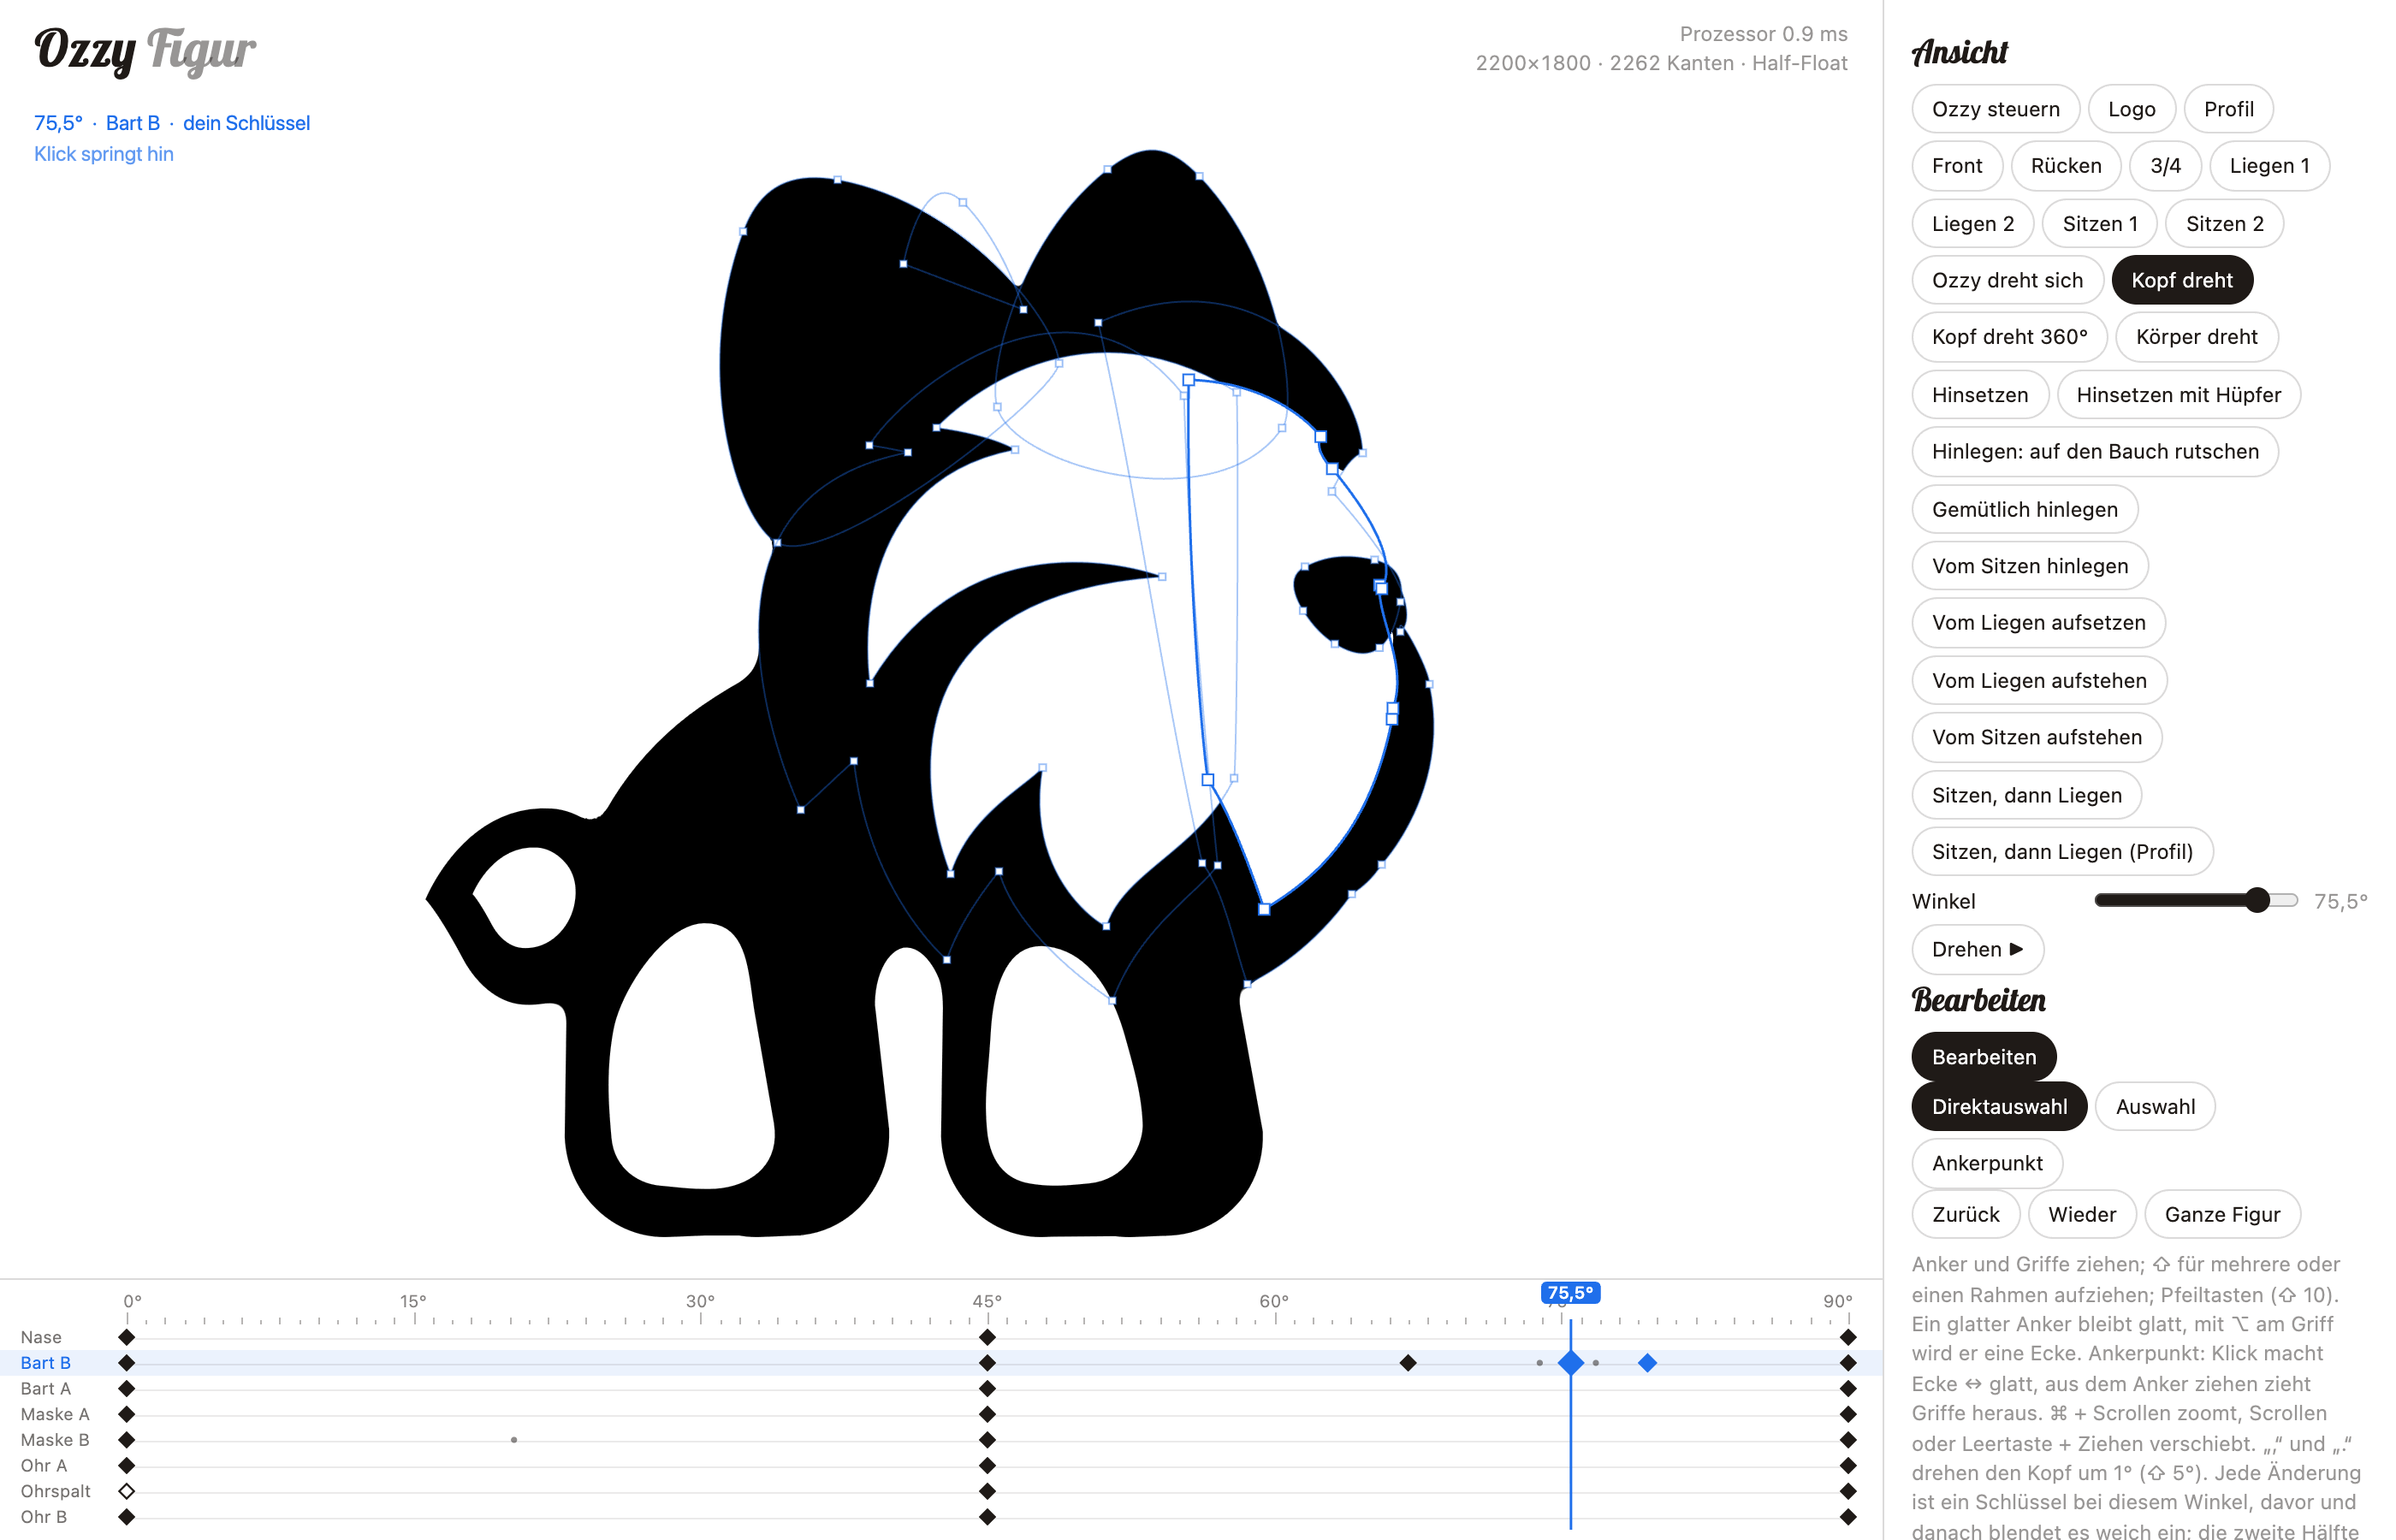 Ozzy Figur
Prozessor 0.9 ms
2200×1800 · 2262 Kanten · Half-Float
75,5° · Bart B · dein Schlüssel
Klick springt hin
Ansicht
Ozzy steuern Logo Profil
Front Rücken 3/4 Liegen 1
Liegen 2 Sitzen 1 Sitzen 2
Ozzy dreht sich Kopf dreht
Kopf dreht 360° Körper dreht
Hinsetzen Hinsetzen mit Hüpfer
Hinlegen: auf den Bauch rutschen
Gemütlich hinlegen
Vom Sitzen hinlegen
Vom Liegen aufsetzen
Vom Liegen aufstehen
Vom Sitzen aufstehen
Sitzen, dann Liegen
Sitzen, dann Liegen (Profil)
Winkel 75,5°
Drehen ▶
Bearbeiten
Bearbeiten
Direktauswahl Auswahl
Ankerpunkt
Zurück Wieder Ganze Figur
Anker und Griffe ziehen; ⇧ für mehrere oder
einen Rahmen aufziehen; Pfeiltasten (⇧ 10).
Ein glatter Anker bleibt glatt, mit ⌥ am Griff
wird er eine Ecke. Ankerpunkt: Klick macht
Ecke ↔ glatt, aus dem Anker ziehen zieht
Griffe heraus. ⌘ + Scrollen zoomt, Scrollen
oder Leertaste + Ziehen verschiebt. „,“ und „.“
drehen den Kopf um 1° (⇧ 5°). Jede Änderung
ist ein Schlüssel bei diesem Winkel, davor und
danach blendet es weich ein; die zweite Hälfte
0° 15° 30° 45° 60° 75,5° 90°
Nase
Bart B
Bart A
Maske A
Maske B
Ohr A
Ohrspalt
Ohr B